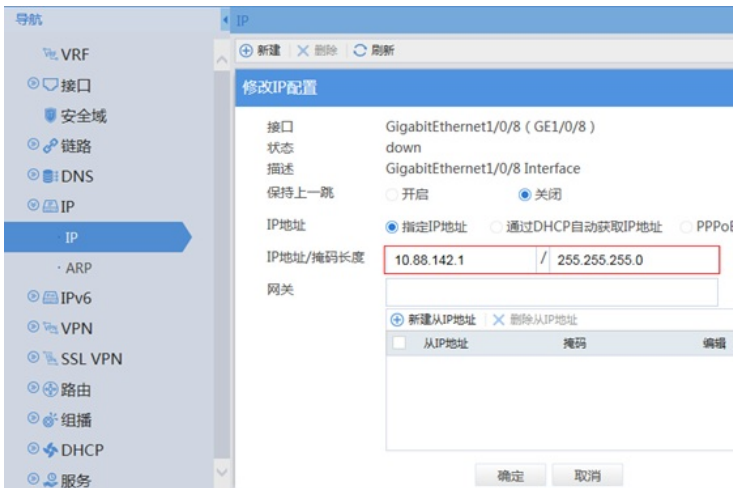 导航
IP
VRF
接口
安全域
链路
DNS
IP
IP
· ARP
IPv6
VPN
SSL VPN
路由
组播
DHCP
服务
新建 删除 刷新
修改IP配置
接口 GigabitEthernet1/0/8 ( GE1/0/8 )
状态 down
描述 GigabitEthernet1/0/8 Interface
保持上一跳 开启 关闭
IP地址 指定IP地址 通过DHCP自动获取IP地址 PPPoE
IP地址/掩码长度 10.88.142.1 / 255.255.255.0
网关
新建从IP地址 删除从IP地址
从IP地址 掩码 编辑
确定 取消